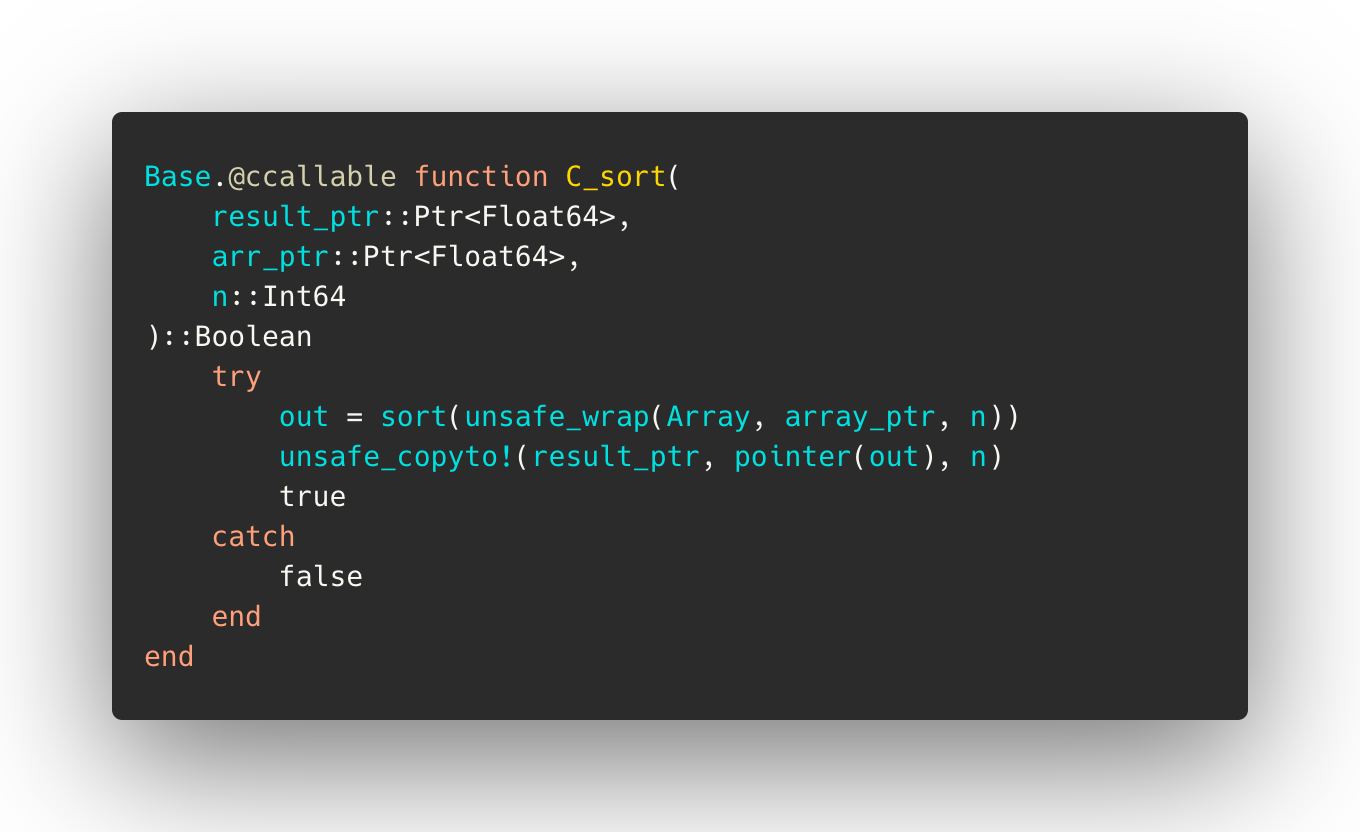 Base.@ccallable function C_sort(
    result_ptr::Ptr<Float64>,
    arr_ptr::Ptr<Float64>,
    n::Int64
)::Boolean
    try
        out = sort(unsafe_wrap(Array, array_ptr, n))
        unsafe_copyto!(result_ptr, pointer(out), n)
        true
    catch
        false
    end
end